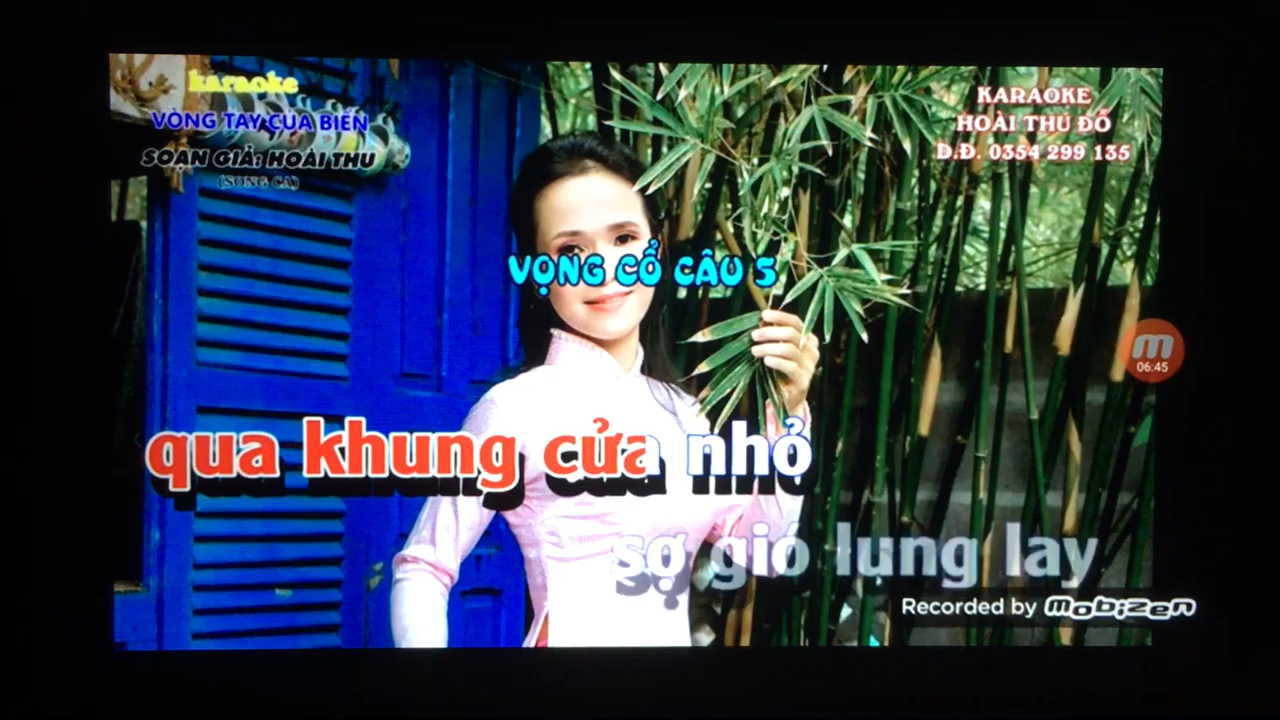 karaoke
VÒNG TAY CỦA BIỂN
SOẠN GIẢ: HOÀI THU
(SONG CA)
KARAOKE
HOÀI THU ĐỖ
D.Đ. 0354 299 135
VỌNG CỔ CÂU 5
m
06:45
qua khung cửa nhỏ
sợ gió lung lay
Recorded by mobizen